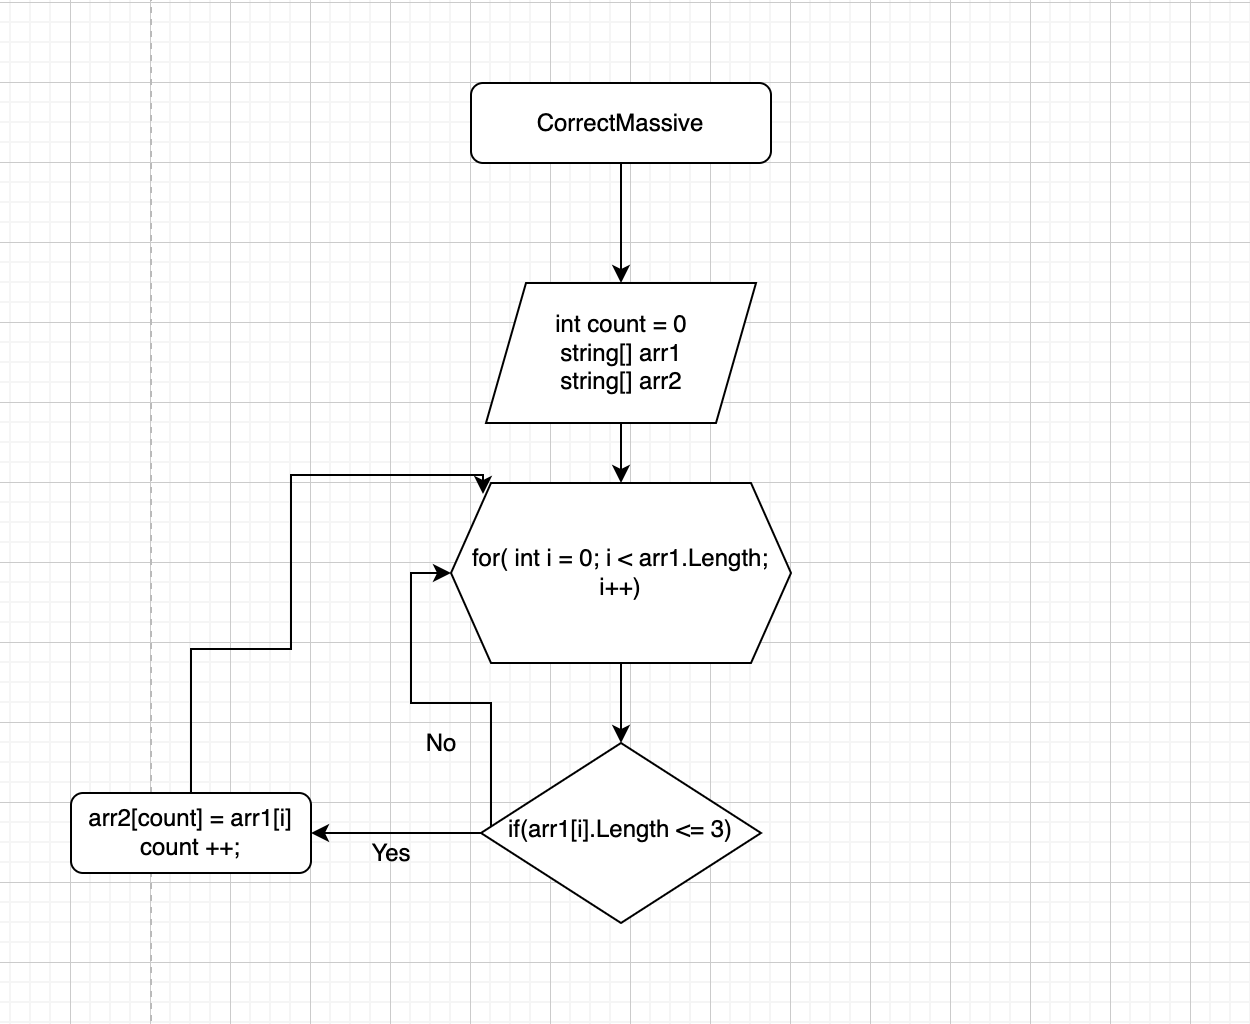 CorrectMassive
int count = 0
string[] arr1
string[] arr2
for( int i = 0; i < arr1.Length;
i++)
No
if(arr1[i].Length <= 3)
Yes
arr2[count] = arr1[i]
count ++;